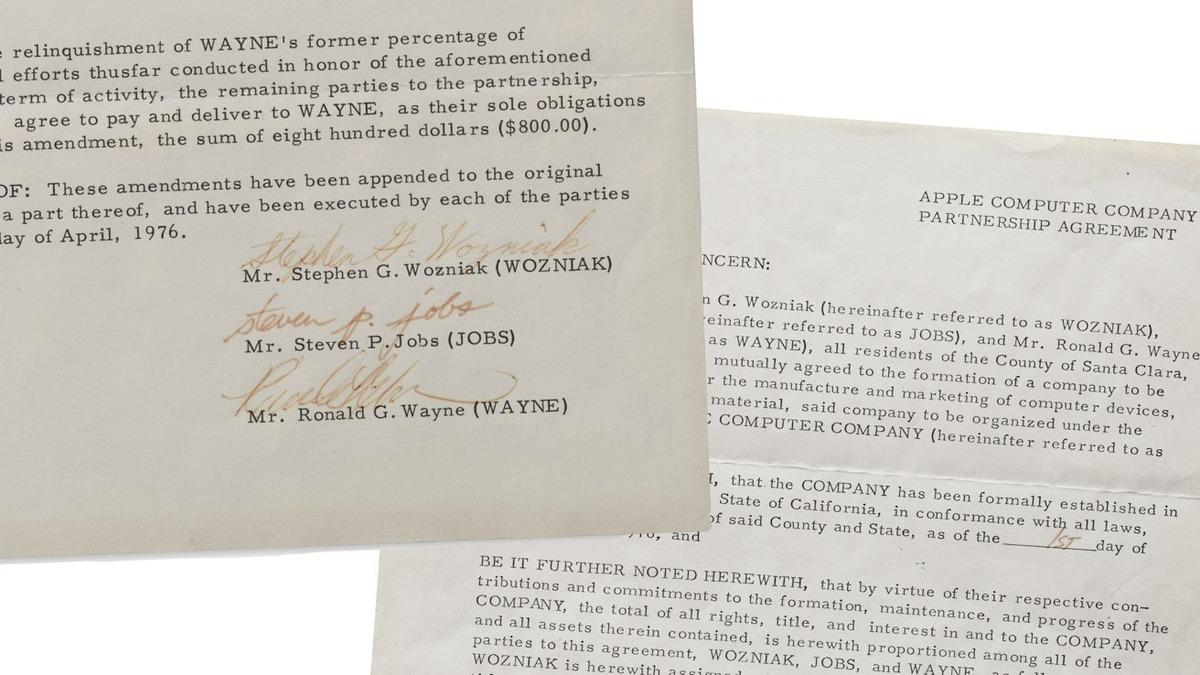 relinquishment of WAYNE's former percentage of
efforts thusfar conducted in honor of the aforementioned
term of activity, the remaining parties to the partnership,
agree to pay and deliver to WAYNE, as their sole obligations
is amendment, the sum of eight hundred dollars ($800.00).
OF: These amendments have been appended to the original
a part thereof, and have been executed by each of the parties
day of April, 1976.
Stephen G. Wozniak
Mr. Stephen G. Wozniak (WOZNIAK)
steven p. jobs
Mr. Steven P. Jobs (JOBS)
Mr. Ronald G. Wayne (WAYNE)
APPLE COMPUTER COMPANY
PARTNERSHIP AGREEMENT
NCERN:
n G. Wozniak (hereinafter referred to as WOZNIAK),
reinafter referred to as JOBS), and Mr. Ronald G. Wayne
as WAYNE), all residents of the County of Santa Clara,
mutually agreed to the formation of a company to be
r the manufacture and marketing of computer devices,
material, said company to be organized under the
COMPUTER COMPANY (hereinafter referred to as
that the COMPANY has been formally established in
State of California, in conformance with all laws,
of said County and State, as of the 1ST day of
and
BE IT FURTHER NOTED HEREWITH, that by virtue of their respective con-
tributions and commitments to the formation, maintenance, and progress of the
COMPANY, the total of all rights, title, and interest in and to the COMPANY,
and all assets therein contained, is herewith proportioned among all of the
parties to this agreement, WOZNIAK, JOBS, and WAYNE, as
WOZNIAK is herewith assigned